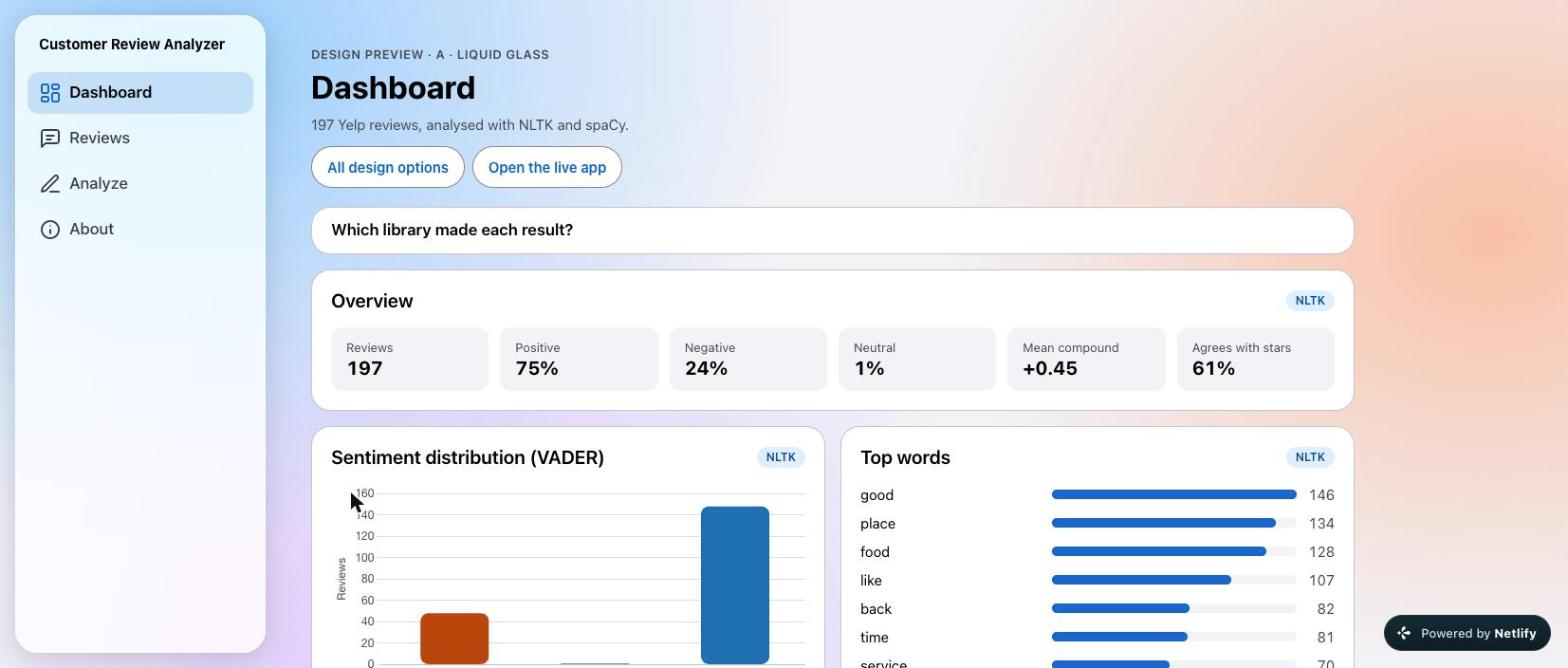 Customer Review Analyzer
Dashboard
Reviews
Analyze
About
DESIGN PREVIEW · A · LIQUID GLASS
Dashboard
197 Yelp reviews, analysed with NLTK and spaCy.
All design options
Open the live app
Which library made each result?
Overview
NLTK
Reviews
197
Positive
75%
Negative
24%
Neutral
1%
Mean compound
+0.45
Agrees with stars
61%
Sentiment distribution (VADER)
NLTK
160
140
120
100
80
60
40
20
0
Reviews
Top words
NLTK
good 146
place 134
food 128
like 107
back 82
time 81
service 70
Powered by Netlify